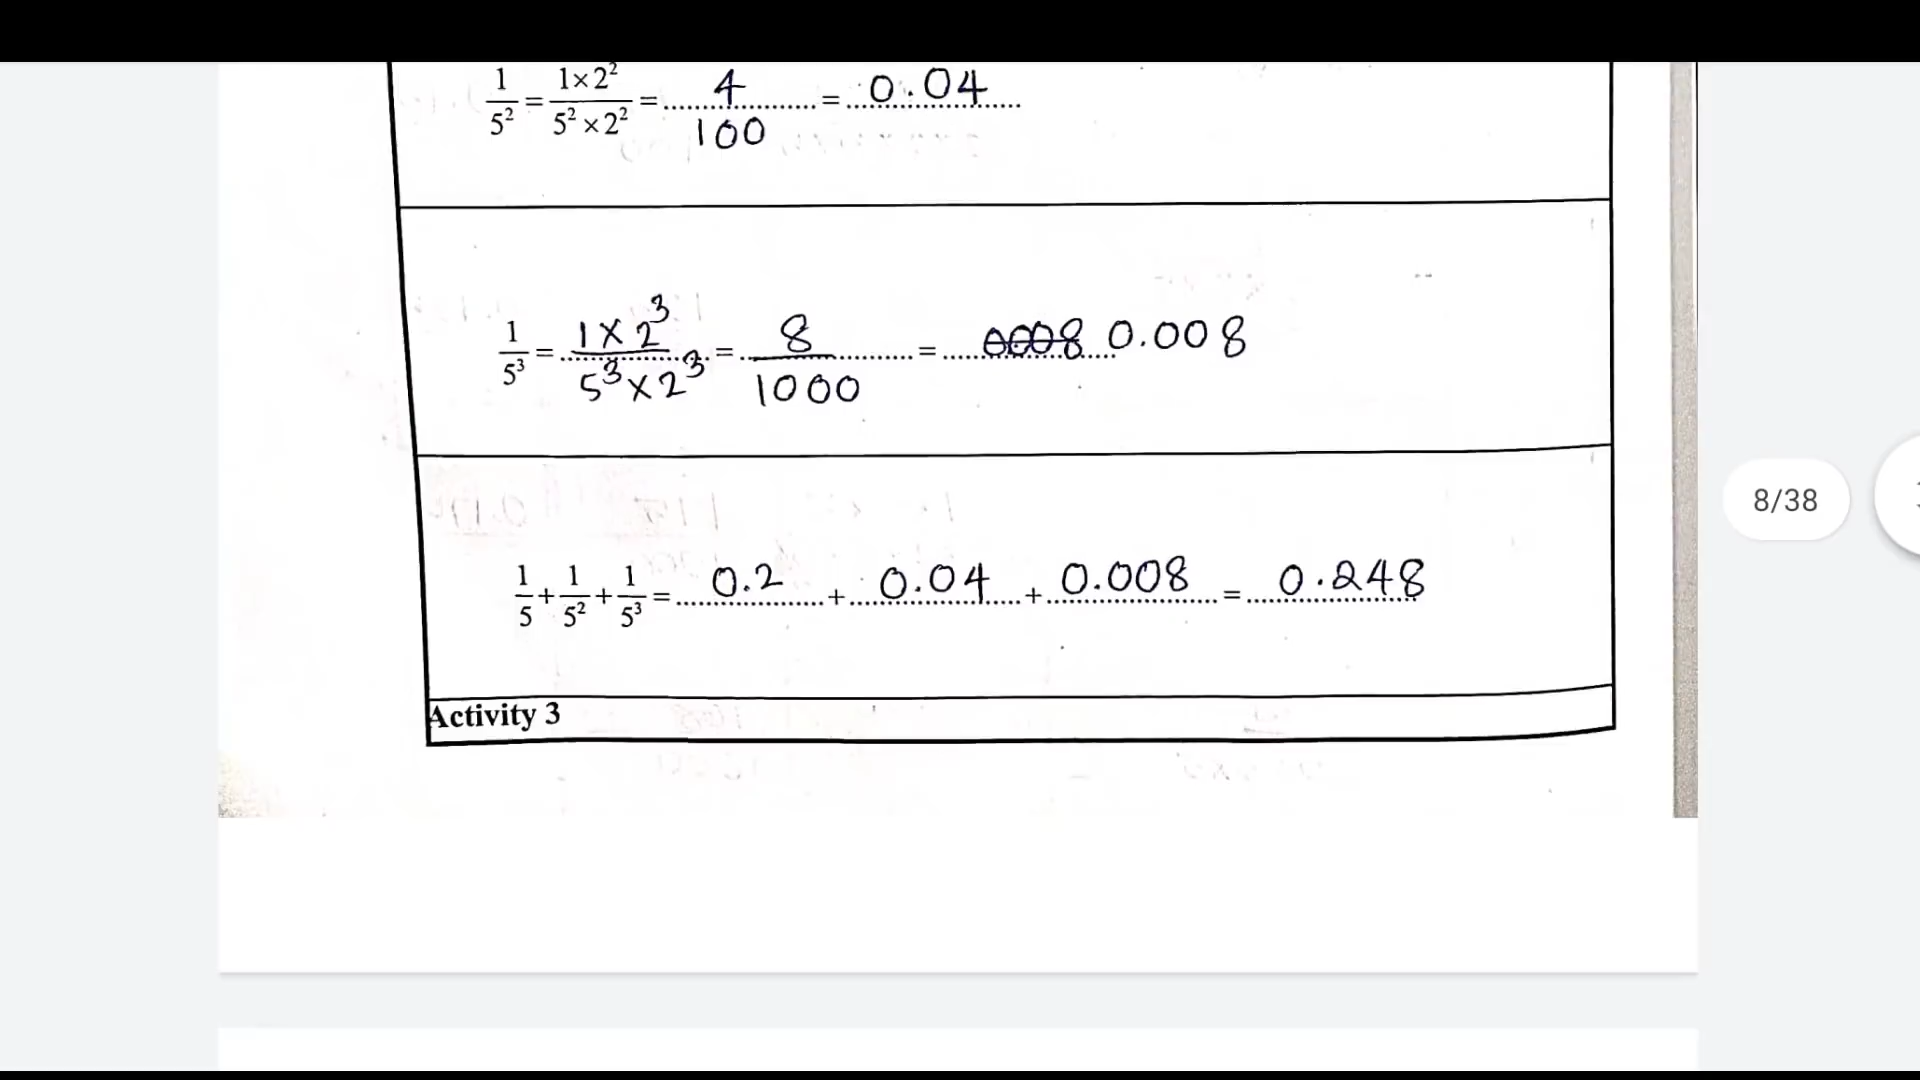 1/5² = 1×2²/5²×2² = 4/100 = 0.04
1/5³ = 1×2³/5³×2³ = 8/1000 = 0.008
8/38
1/5 + 1/5² + 1/5³ = 0.2 + 0.04 + 0.008 = 0.248
Activity 3